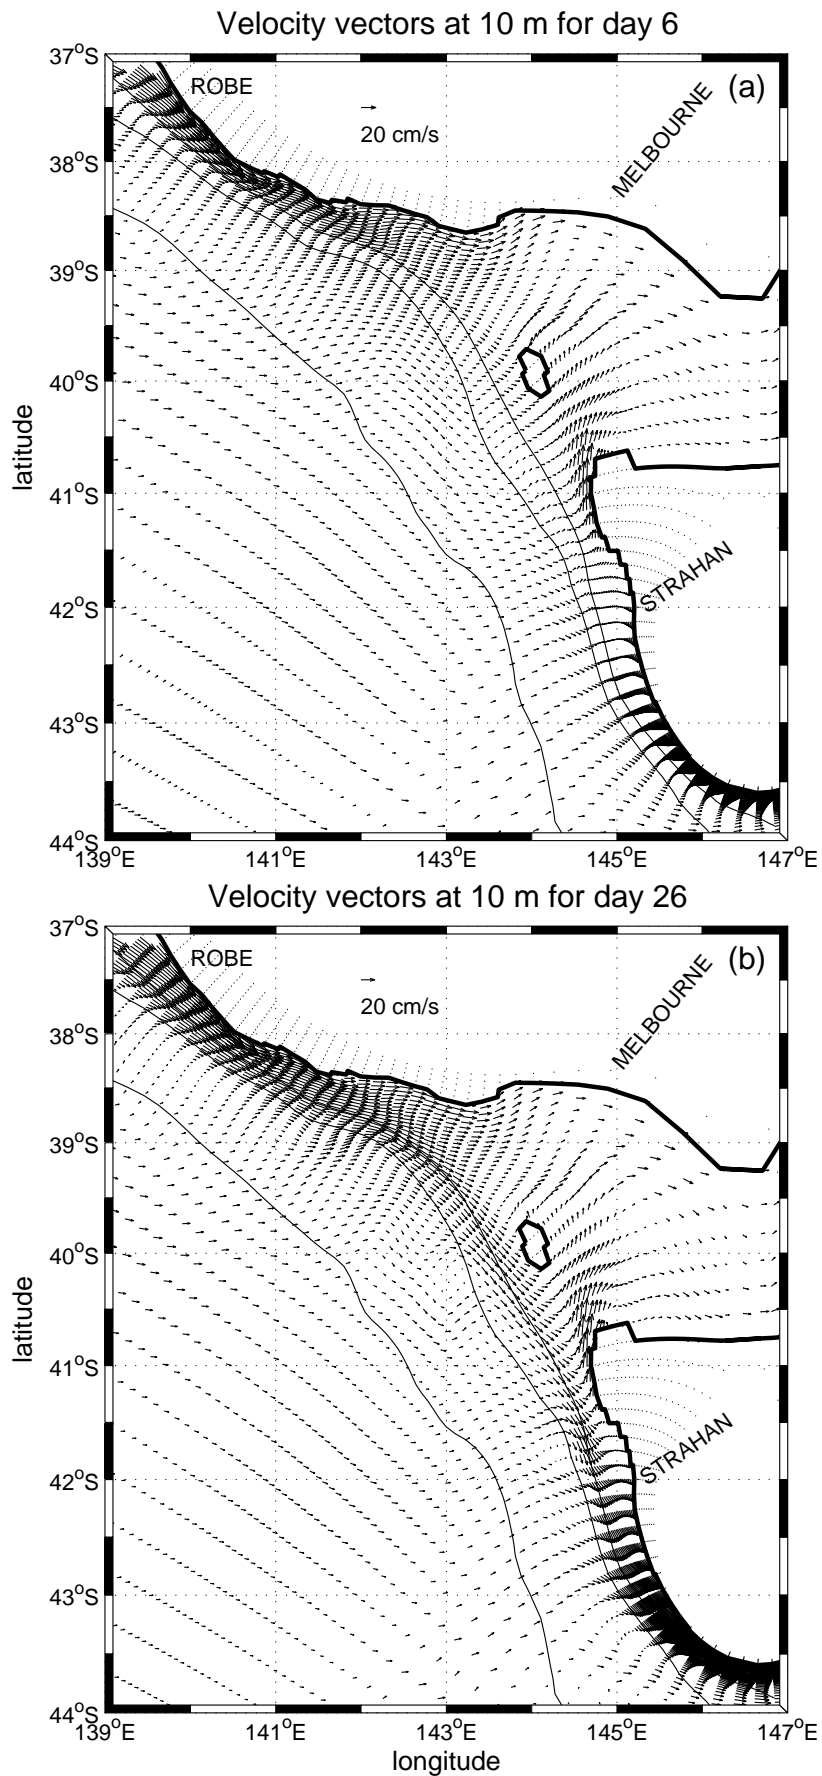 Velocity vectors at 10 m for day 6
37°S
ROBE
(a)
20 cm/s
MELBOURNE
38°S
39°S
40°S
latitude
41°S
STRAHAN
42°S
43°S
44°S
139°E
141°E
143°E
145°E
147°E
Velocity vectors at 10 m for day 26
37°S
ROBE
(b)
20 cm/s
MELBOURNE
38°S
39°S
40°S
latitude
41°S
STRAHAN
42°S
43°S
44°S
139°E
141°E
143°E
145°E
147°E
longitude